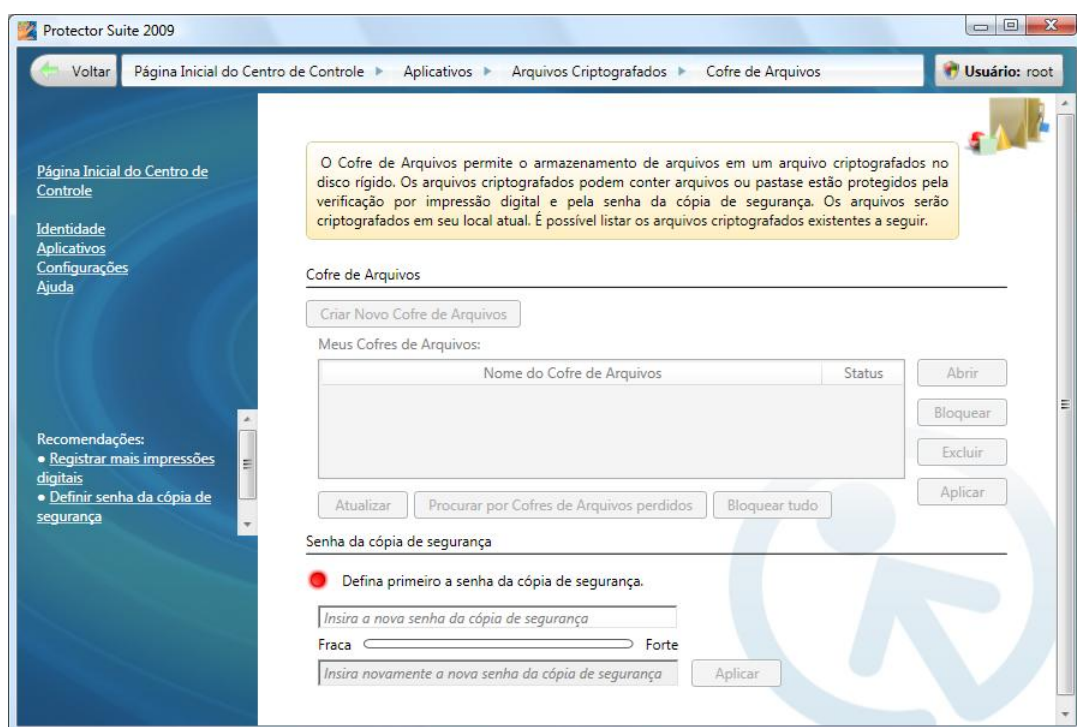 Protector Suite 2009
Voltar
Página Inicial do Centro de Controle
Aplicativos
Arquivos Criptografados
Cofre de Arquivos
Usuário: root
Página Inicial do Centro de
Controle
Identidade
Aplicativos
Configurações
Ajuda
Recomendações:
• Registrar mais impressões
digitais
• Definir senha da cópia de
segurança
O Cofre de Arquivos permite o armazenamento de arquivos em um arquivo criptografados no
disco rígido. Os arquivos criptografados podem conter arquivos ou pastase estão protegidos pela
verificação por impressão digital e pela senha da cópia de segurança. Os arquivos serão
criptografados em seu local atual. É possível listar os arquivos criptografados existentes a seguir.
Cofre de Arquivos
Criar Novo Cofre de Arquivos
Meus Cofres de Arquivos:
Nome do Cofre de Arquivos
Status
Abrir
Bloquear
Excluir
Aplicar
Atualizar
Procurar por Cofres de Arquivos perdidos
Bloquear tudo
Senha da cópia de segurança
Defina primeiro a senha da cópia de segurança.
Insira a nova senha da cópia de segurança
Fraca
Forte
Insira novamente a nova senha da cópia de segurança
Aplicar